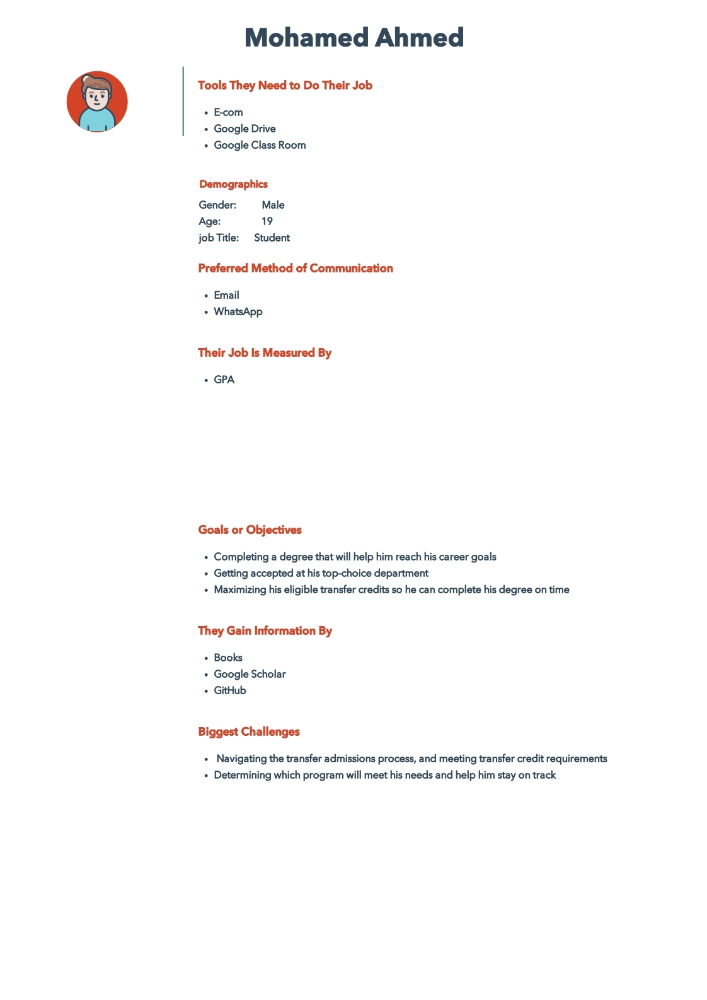 Mohamed Ahmed
Tools They Need to Do Their Job
• E-com
• Google Drive
• Google Class Room
Demographics
Gender: Male
Age: 19
job Title: Student
Preferred Method of Communication
• Email
• WhatsApp
Their Job Is Measured By
• GPA
Goals or Objectives
• Completing a degree that will help him reach his career goals
• Getting accepted at his top-choice department
• Maximizing his eligible transfer credits so he can complete his degree on time
They Gain Information By
• Books
• Google Scholar
• GitHub
Biggest Challenges
• Navigating the transfer admissions process, and meeting transfer credit requirements
• Determining which program will meet his needs and help him stay on track